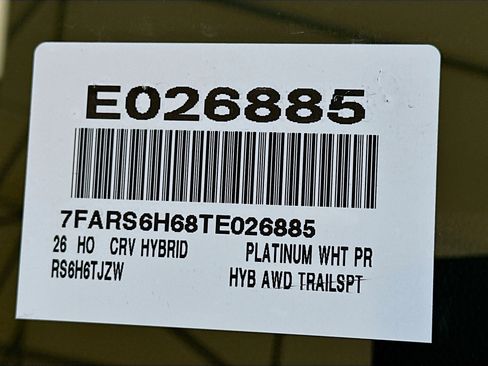 E026885
7FARS6H68TE026885
26 HO CRV HYBRID PLATINUM WHT PR
RS6H6TJZW HYB AWD TRAILSPT